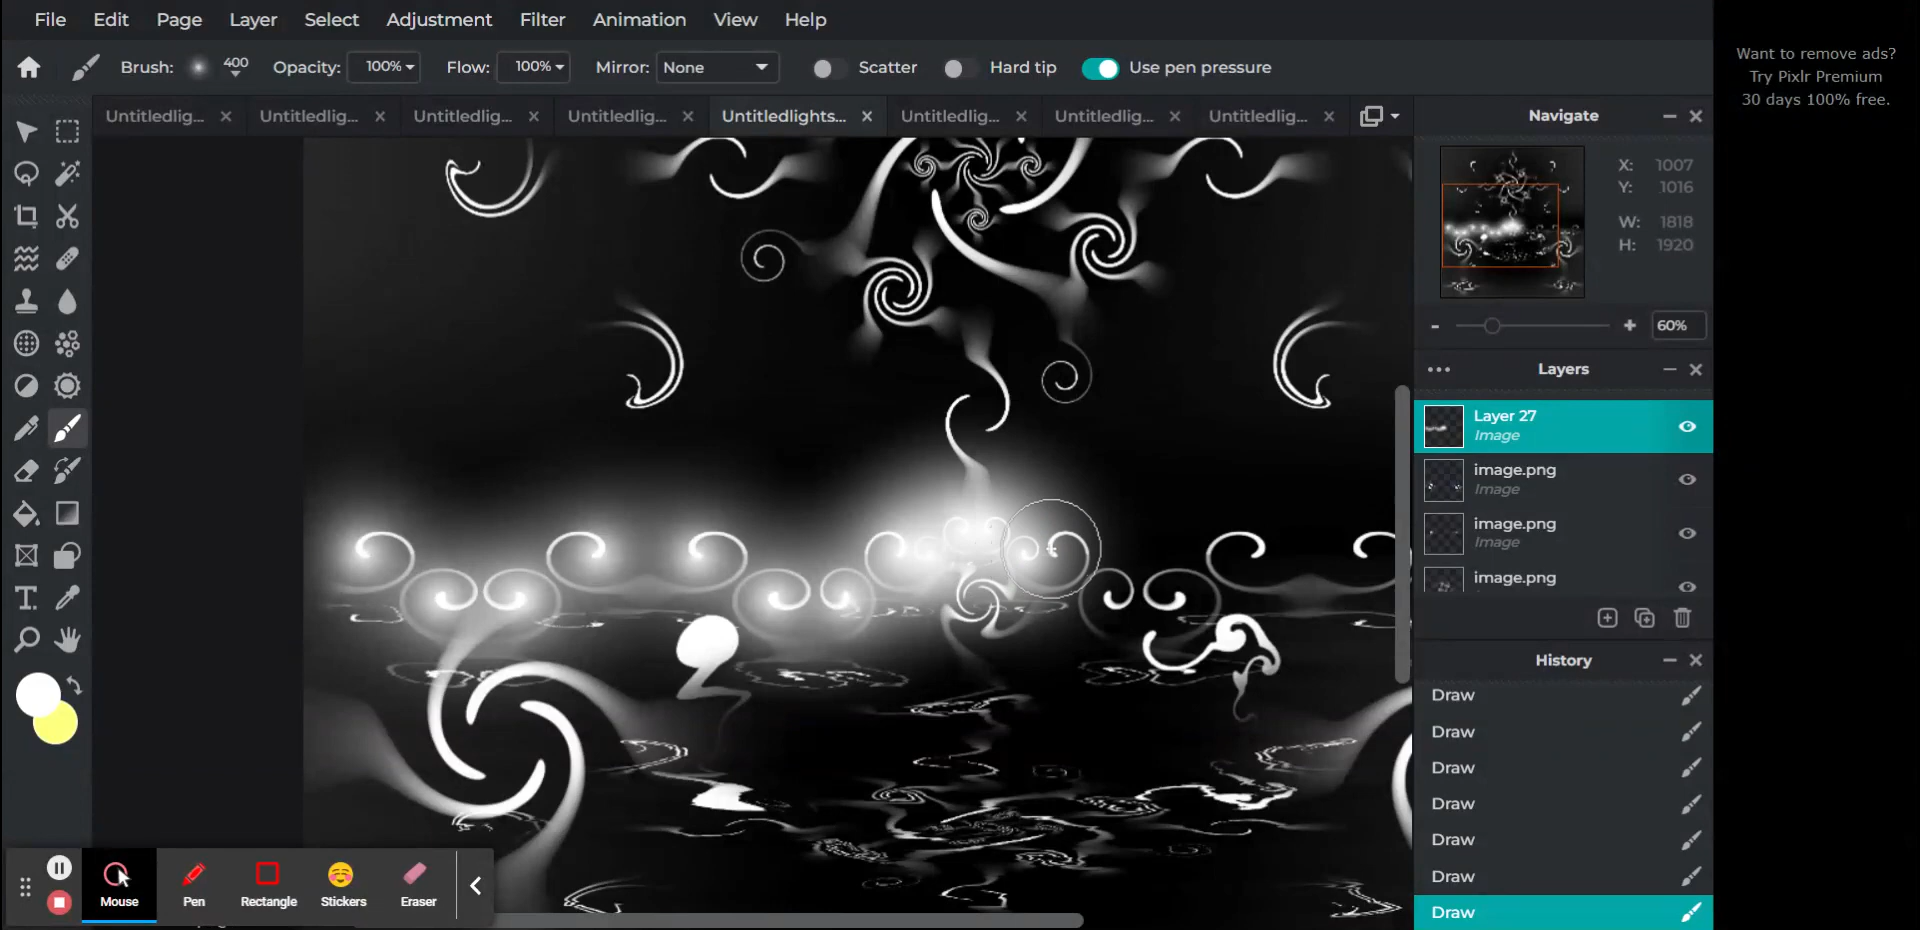 File Edit Page Layer Select Adjustment Filter Animation View Help
Brush: 400 Opacity: 100% Flow: 100% Mirror: None Scatter Hard tip Use pen pressure
Want to remove ads?
Try Pixlr Premium
30 days 100% free.
Untitledlig... Untitledlig... Untitledlig... Untitledlig... Untitledlights... Untitledlig... Untitledlig... Untitledlig...
Navigate
X: 1007
Y: 1016
W: 1818
H: 1920
60%
Layers
Layer 27
Image
image.png
Image
image.png
Image
image.png
History
Draw
Draw
Draw
Draw
Draw
Draw
Draw
Mouse Pen Rectangle Stickers Eraser